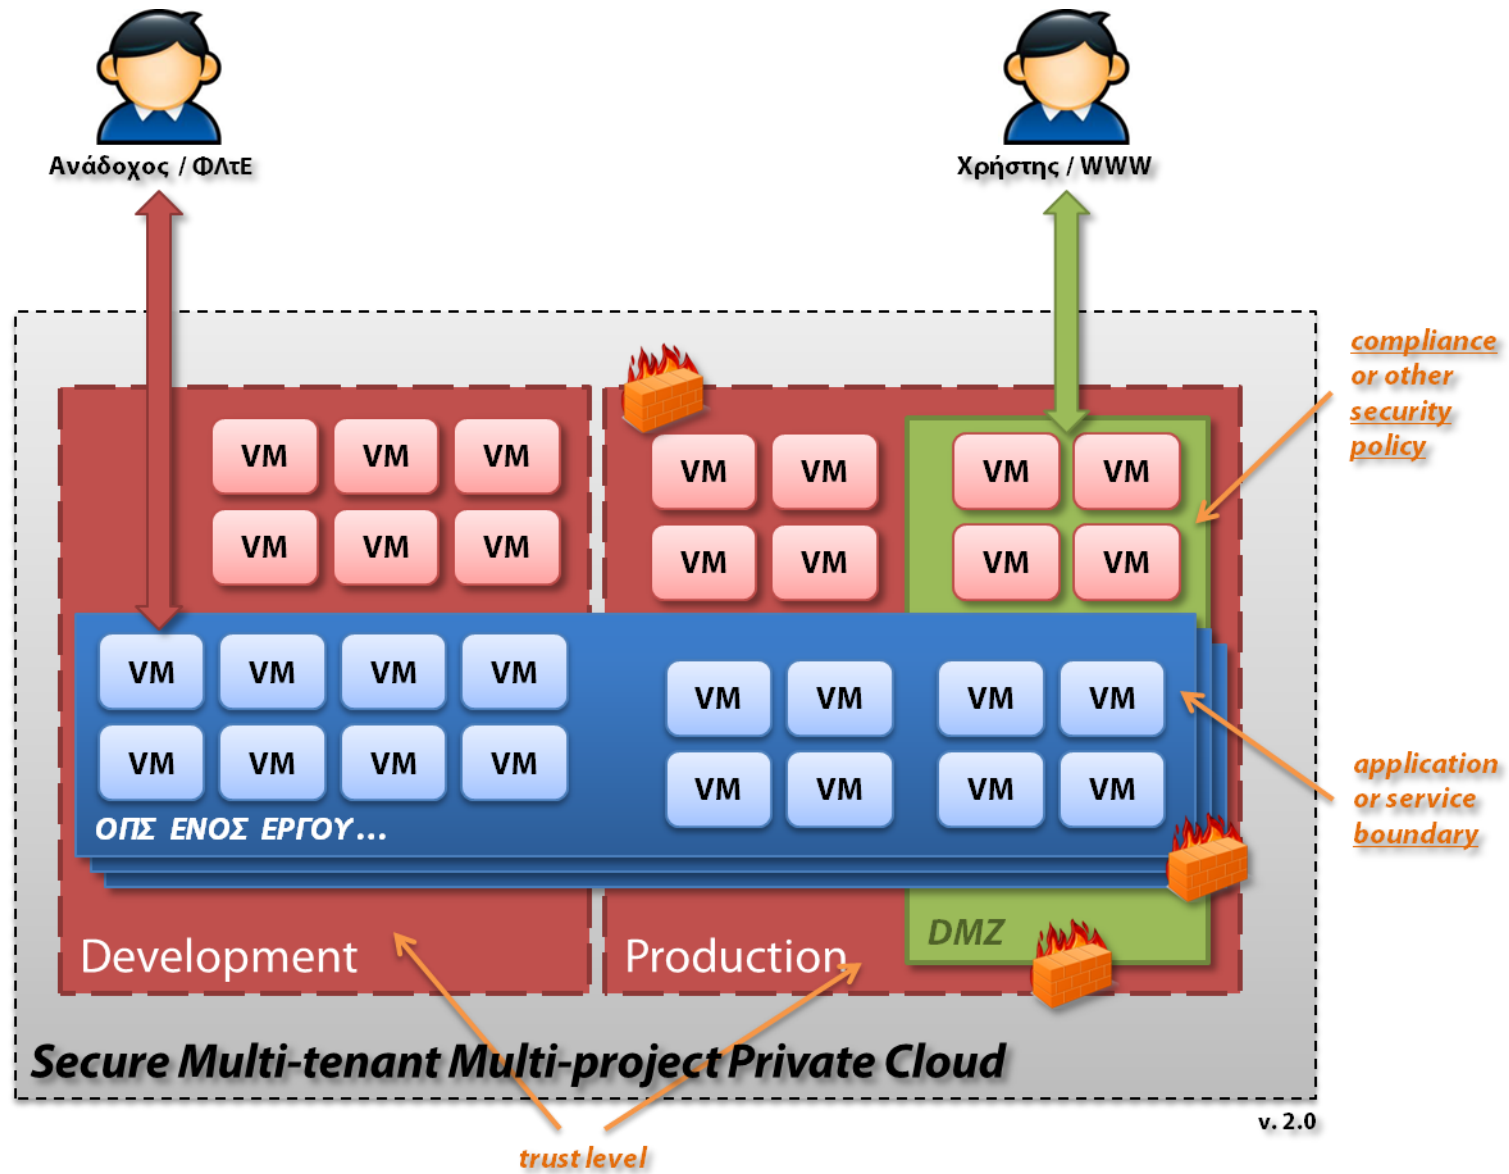 Ανάδοχος / ΦΛτΕ
Χρήστης / WWW
compliance
or other
security
policy
VM VM VM
VM VM VM
VM VM
VM VM
VM VM
VM VM
VM VM VM VM
VM VM VM VM
VM VM VM VM
VM VM VM VM
ΟΠΣ ΕΝΟΣ ΕΡΓΟΥ...
application
or service
boundary
Development
Production
DMZ
Secure Multi-tenant Multi-project Private Cloud
v. 2.0
trust level